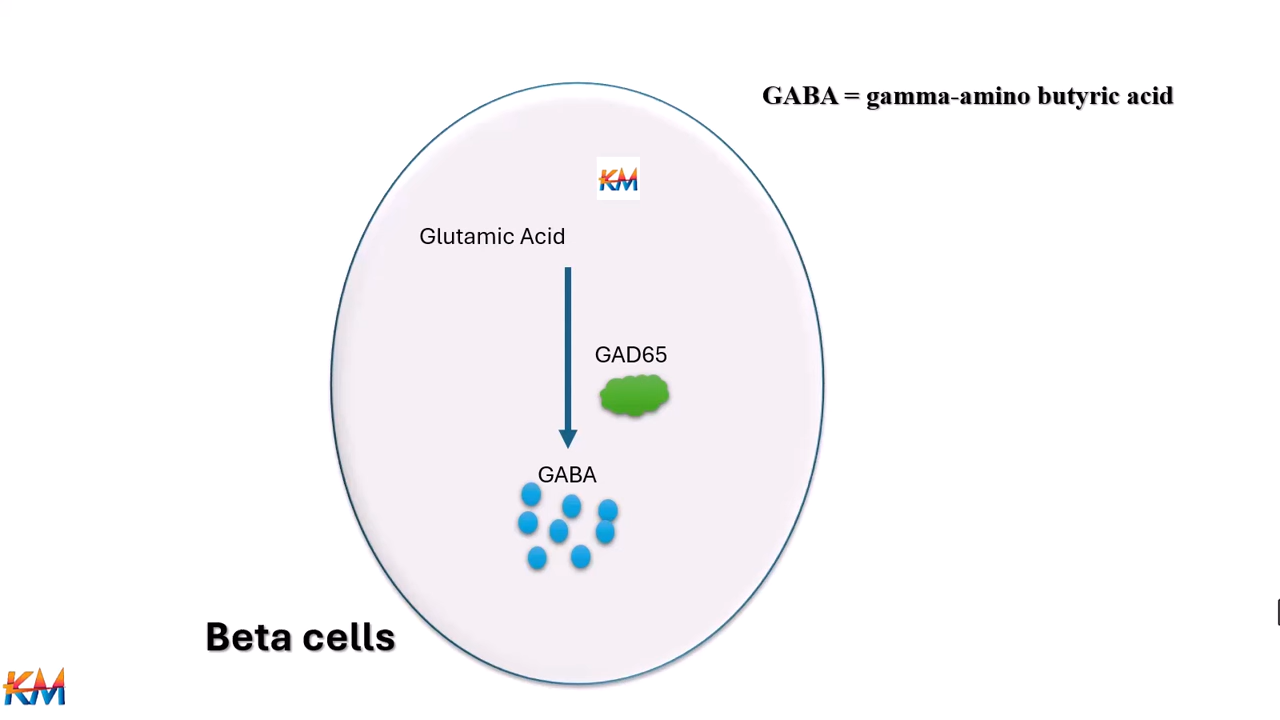 GABA = gamma-amino butyric acid
KM
Glutamic Acid
GAD65
GABA
Beta cells
KM